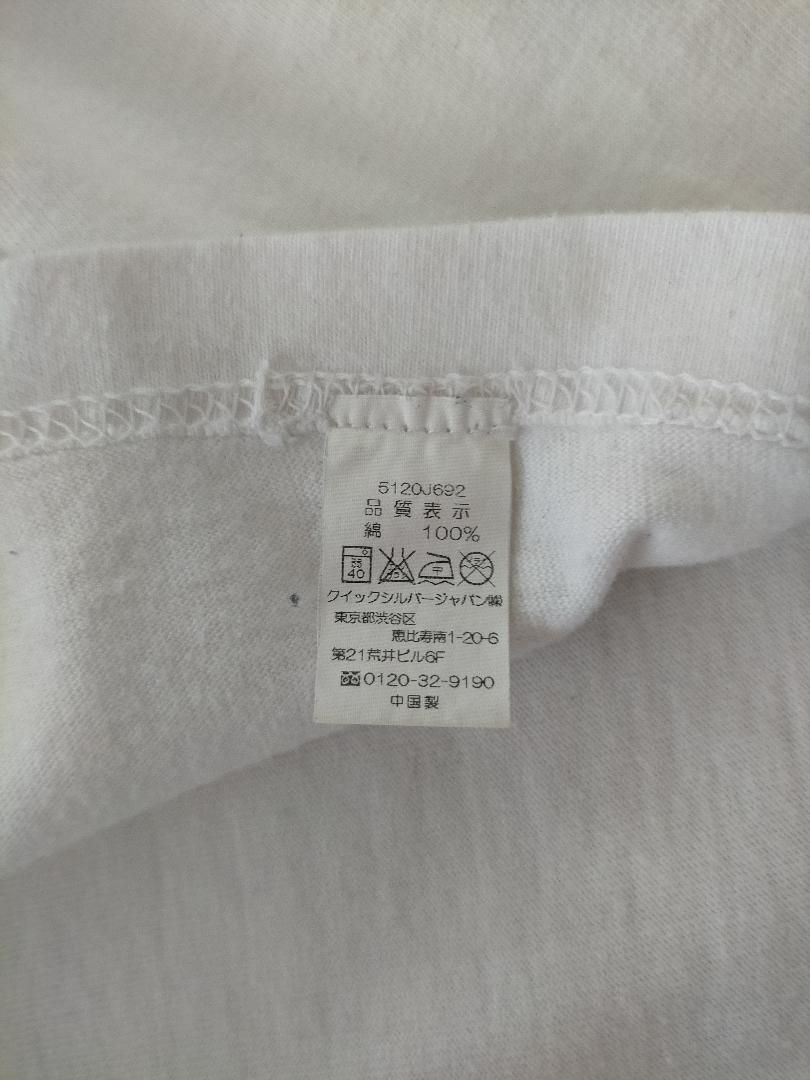 5120J692
品質表示
綿 100%
40
クイックシルバージャパン㈱
東京都渋谷区
恵比寿南1-20-6
第21荒井ビル6F
0120-32-9190
中国製